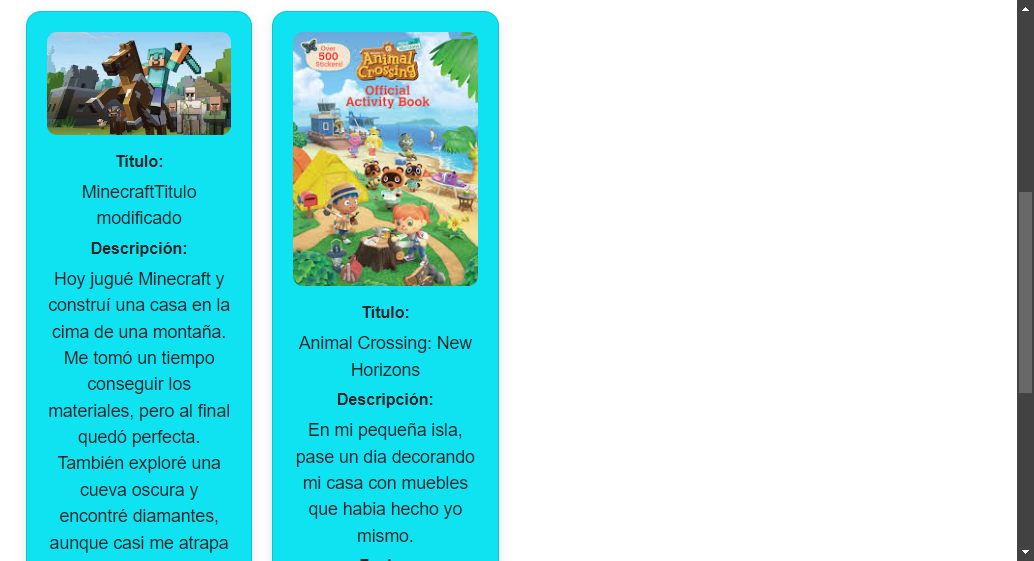 Título:
MinecraftTitulo
modificado
Descripción:
Hoy jugué Minecraft y
construí una casa en la
cima de una montaña.
Me tomó un tiempo
conseguir los
materiales, pero al final
quedó perfecta.
También exploré una
cueva oscura y
encontré diamantes,
aunque casi me atrapa
Over
500
Stickers!
Animal
Crossing
Official
Activity Book
Título:
Animal Crossing: New
Horizons
Descripción:
En mi pequeña isla,
pase un dia decorando
mi casa con muebles
que habia hecho yo
mismo.